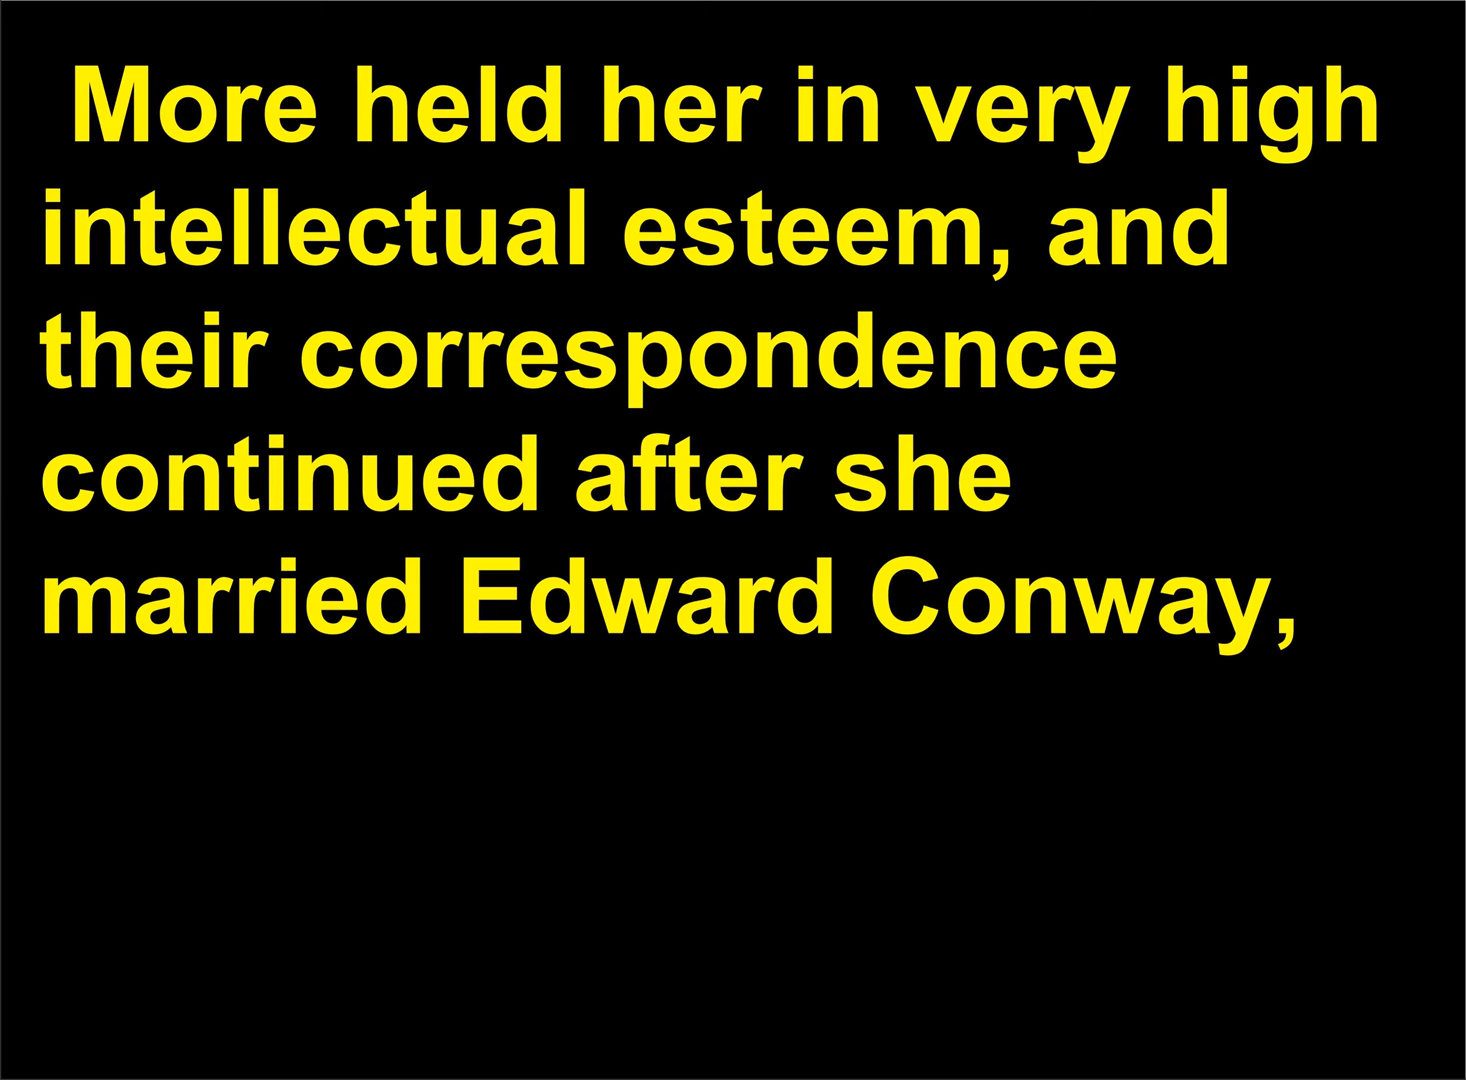 More held her in very high
intellectual esteem, and
their correspondence
continued after she
married Edward Conway,